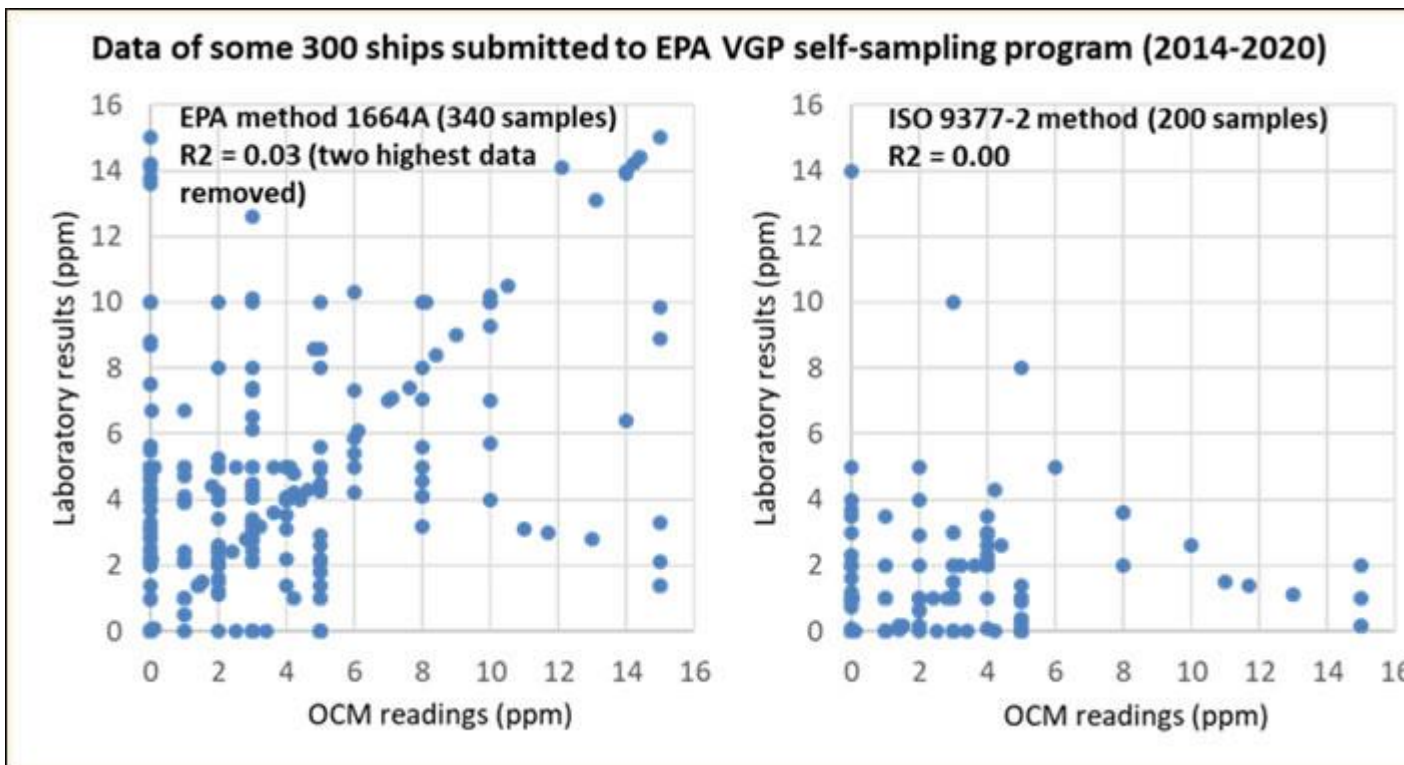 Data of some 300 ships submitted to EPA VGP self-sampling program (2014-2020)
16
14
12
10
8
6
4
2
0
Laboratory results (ppm)
EPA method 1664A (340 samples)
R2 = 0.03 (two highest data
removed)
0 2 4 6 8 10 12 14 16
OCM readings (ppm)
16
14
12
10
8
6
4
2
0
Laboratory results (ppm)
ISO 9377-2 method (200 samples)
R2 = 0.00
0 2 4 6 8 10 12 14 16
OCM readings (ppm)